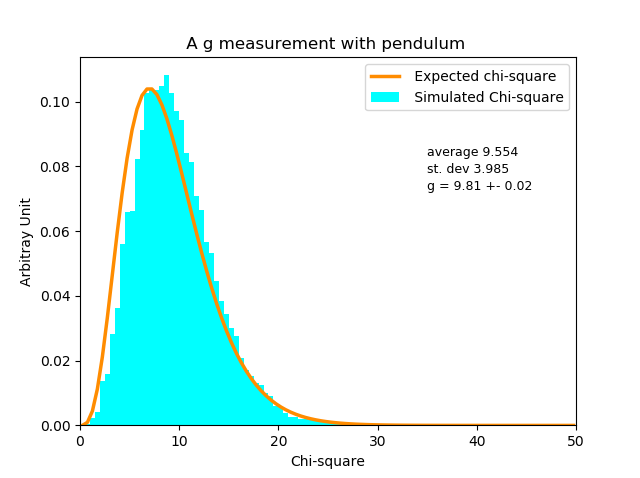 A g measurement with pendulum
Expected chi-square
Simulated Chi-square
average 9.554
st. dev 3.985
g = 9.81 +- 0.02
Arbitray Unit
0.10
0.08
0.06
0.04
0.02
0.00
0 10 20 30 40 50
Chi-square